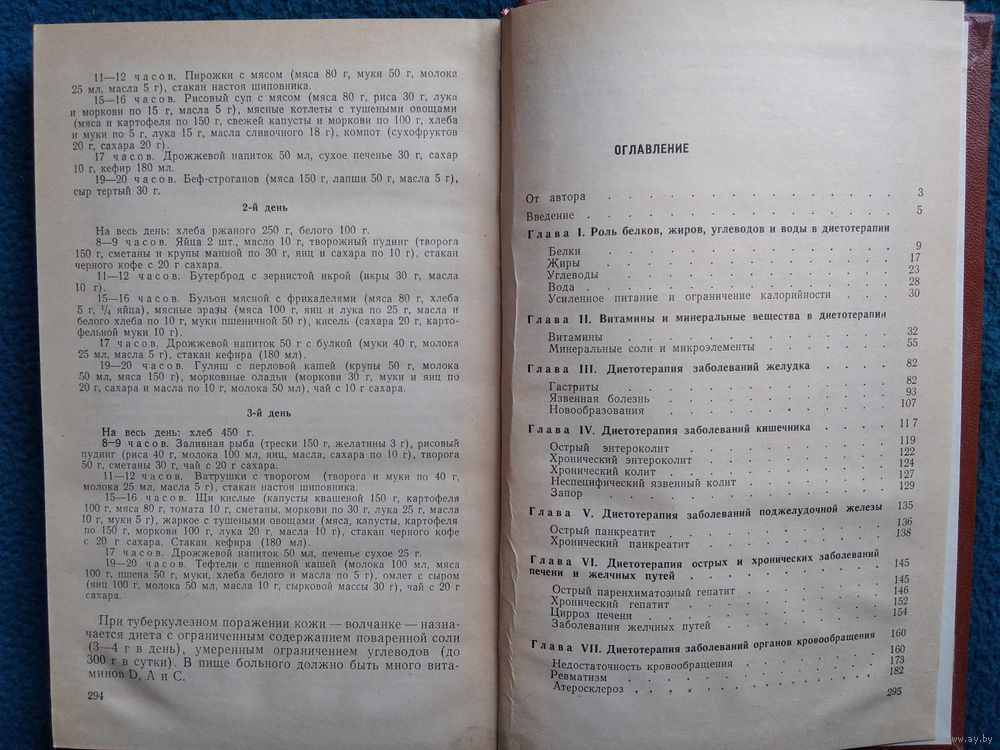 11—12 часов. Пирожки с мясом (мяса 80 г, муки 50 г, молока
25 мл, масла 5 г), стакан настоя шиповника.
15—16 часов. Рисовый суп с мясом (мяса 80 г, риса 30 г, лука
и моркови по 15 г, масла 5 г), мясные котлеты с тушеными овощами
(мяса и картофеля по 150 г, свежей капусты и моркови по 100 г, хлеба
и муки по 5 г, лука 15 г, масла сливочного 18 г), компот (сухофруктов
20 г, сахара 20 г).
17 часов. Дрожжевой напиток 50 мл, сухое печенье 30 г, сахар
10 г, кефир 180 мл.
19—20 часов. Беф-строганов (мяса 150 г, лапши 50 г, масла 5 г),
сыр тертый 30 г.
2-й день
На весь день: хлеба ржаного 250 г, белого 100 г.
8—9 часов. Яйца 2 шт., масло 10 г, творожный пудинг (творога
150 г, сметаны и крупы манной по 30 г, яиц и сахара по 10 г), стакан
черного кофе с 20 г сахара.
11—12 часов. Бутерброд с зернистой икрой (икры 30 г, масла
10 г).
15—16 часов. Бульон мясной с фрикаделями (мяса 80 г, хлеба
5 г, 1/4 яйца), мясные зразы (мяса 100 г, яиц и лука по 25 г, масла и
белого хлеба по 10 г, муки пшеничной 50 г), кисель (сахара 20 г, карто-
фельной муки 10 г).
17 часов. Дрожжевой напиток 50 г с булкой (муки 40 г, молока
25 мл, масла 5 г), стакан кефира (180 мл).
19—20 часов. Гуляш с перловой кашей (крупы 50 г, молока
50 мл, мяса 150 г), морковные оладьи (моркови 30 г, муки и яиц по
20 г, сахара и масла по 10 г, молока 50 мл), чай с 10 г сахара.
3-й день
На весь день: хлеб 450 г.
8—9 часов. Заливная рыба (трески 150 г, желатины 3 г), рисовый
пудинг (риса 40 г, молока 100 мл, яиц, масла, сахара по 10 г), творога
50 г, сметаны 30 г, чай с 20 г сахара.
11—12 часов. Ватрушки с творогом (творога и муки по 40 г,
молока 25 мл, масла 5 г), стакан настоя шиповника.
15—16 часов. Щи кислые (капусты квашеной 150 г, картофеля
100 г, мяса 80 г, томата 10 г, сметаны, моркови по 30 г, лука 25 г, масла
10 г, муки 5 г), жаркое с тушеными овощами (мяса, капусты, картофеля
по 150 г, моркови 100 г, лука 20 г, масла 10 г), стакан черного кофе
с 20 г сахара. Стакан кефира (180 мл).
17 часов. Дрожжевой напиток 50 мл, печенье сухое 25 г.
19—20 часов. Тефтели с пшенной кашей (молока 100 мл, мяса
100 г, пшена 50 г, муки, хлеба белого и масла по 5 г), омлет с сыром
(яиц 100 г, молока 50 мл, масла 10 г, сырковой массы 30 г), чай с 20 г
сахара.
При туберкулезном поражении кожи — волчанке — назна-
чается диета с ограниченным содержанием поваренной соли
(3—4 г в день), умеренным ограничением углеводов (до
300 г в сутки). В пище больного должно быть много вита-
минов D, A и C.
294
ОГЛАВЛЕНИЕ
От автора 3
Введение 5
Глава I. Роль белков, жиров, углеводов и воды в диетотерапии
Белки 9
Жиры 17
Углеводы 23
Вода 28
Усиленное питание и ограничение калорийности 30
Глава II. Витамины и минеральные вещества в диетотерапии
Витамины 32
Минеральные соли и микроэлементы 55
Глава III. Диетотерапия заболеваний желудка 82
Гастриты 82
Язвенная болезнь 93
Новообразования 107
Глава IV. Диетотерапия заболеваний кишечника 117
Острый энтероколит 119
Хронический энтероколит 122
Хронический колит 124
Неспецифический язвенный колит 127
Запор 129
Глава V. Диетотерапия заболеваний поджелудочной железы 135
Острый панкреатит 136
Хронический панкреатит 138
Глава VI. Диетотерапия острых и хронических заболеваний
печени и желчных путей 145
Острый паренхиматозный гепатит 145
Хронический гепатит 146
Цирроз печени 152
Заболевания желчных путей 154
Глава VII. Диетотерапия заболеваний органов кровообращения 160
Недостаточность кровообращения 160
Ревматизм 173
Атеросклероз 182
295
www.ay.by